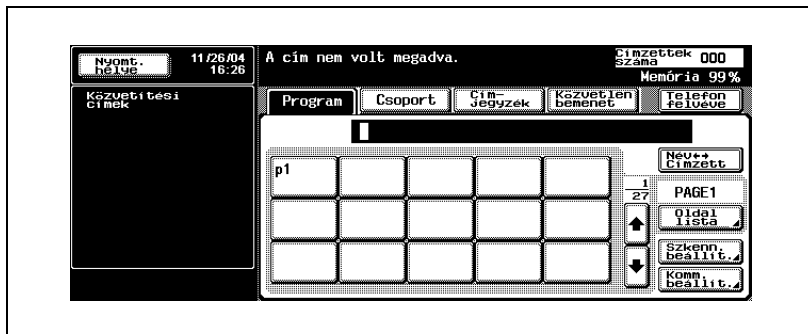 Nyomt. helye
11/26/04
16:26
A cím nem volt megadva.
Címzettek száma 000
Memória 99%
Közvetítési címek
Program
Csoport
Cím-jegyzék
Közvetlen bemenet
Telefon felvéve
Név↔Címzett
p1
1/27
PAGE1
Oldal lista
Szkenn. beállít.
Komm. beállít.